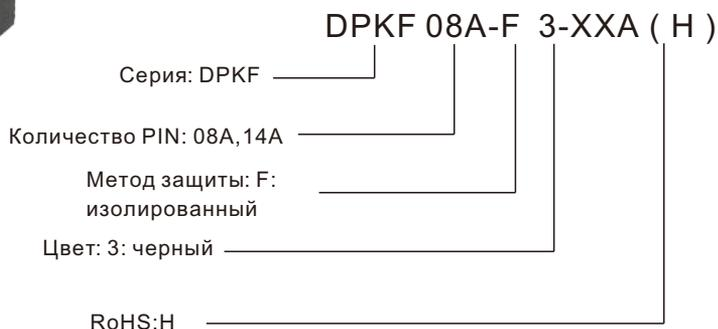 DPKF 08A-F 3-XXA ( H )
Серия: DPKF
Количество PIN: 08A,14A
Метод защиты: F:
изолированный
Цвет: 3: черный
RoHS:H